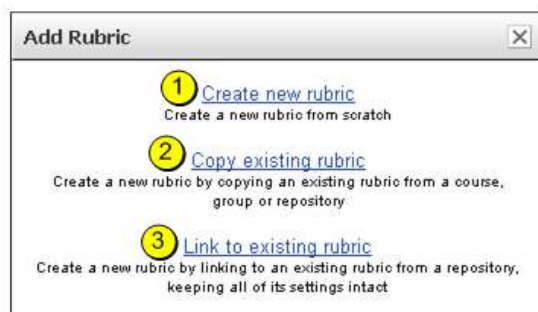 Add Rubric
1 Create new rubric
Create a new rubric from scratch
2 Copy existing rubric
Create a new rubric by copying an existing rubric from a course,
group or repository
3 Link to existing rubric
Create a new rubric by linking to an existing rubric from a repository,
keeping all of its settings intact